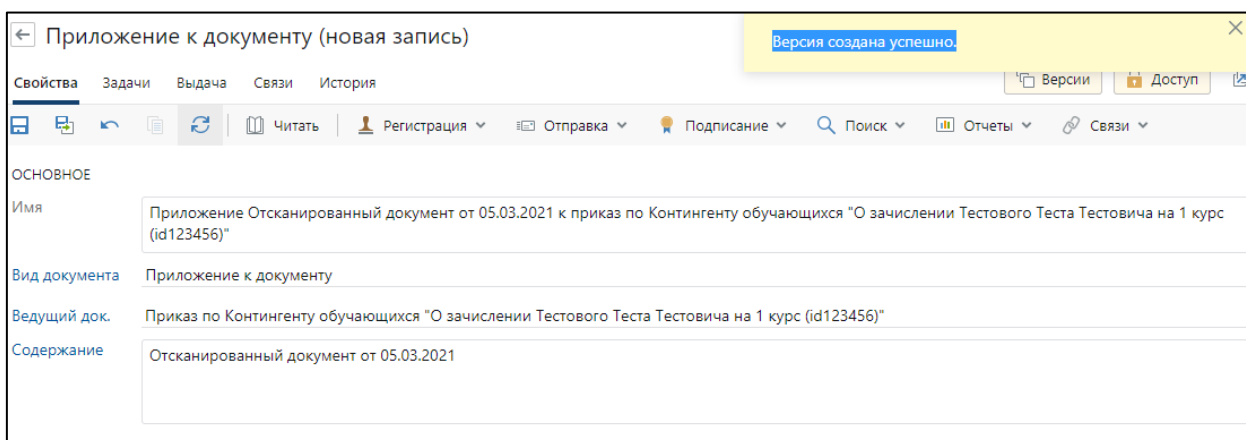 Приложение к документу (новая запись)
Версия создана успешно.
Свойства Задачи Выдача Связи История
Версии Доступ
Читать Регистрация Отправка Подписание Поиск Отчеты Связи
ОСНОВНОЕ
Имя
Приложение Отсканированный документ от 05.03.2021 к приказ по Контингенту обучающихся "О зачислении Тестового Теста Тестовича на 1 курс
(id123456)"
Вид документа Приложение к документу
Ведущий док. Приказ по Контингенту обучающихся "О зачислении Тестового Теста Тестовича на 1 курс (id123456)"
Содержание Отсканированный документ от 05.03.2021